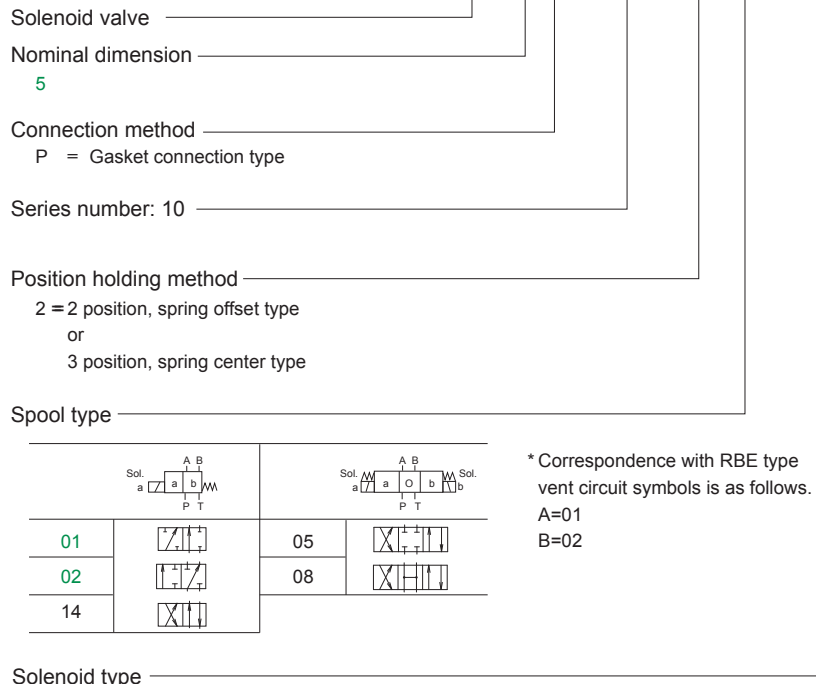 Solenoid valve
Nominal dimension
5
Connection method
P = Gasket connection type
Series number: 10
Position holding method
2 = 2 position, spring offset type
or
3 position, spring center type
Spool type
A B
Sol.
a a b
P T
A B
Sol. Sol.
a a O b b
P T
01 05
02 08
14
* Correspondence with RBE type
vent circuit symbols is as follows.
A=01
B=02
Solenoid type